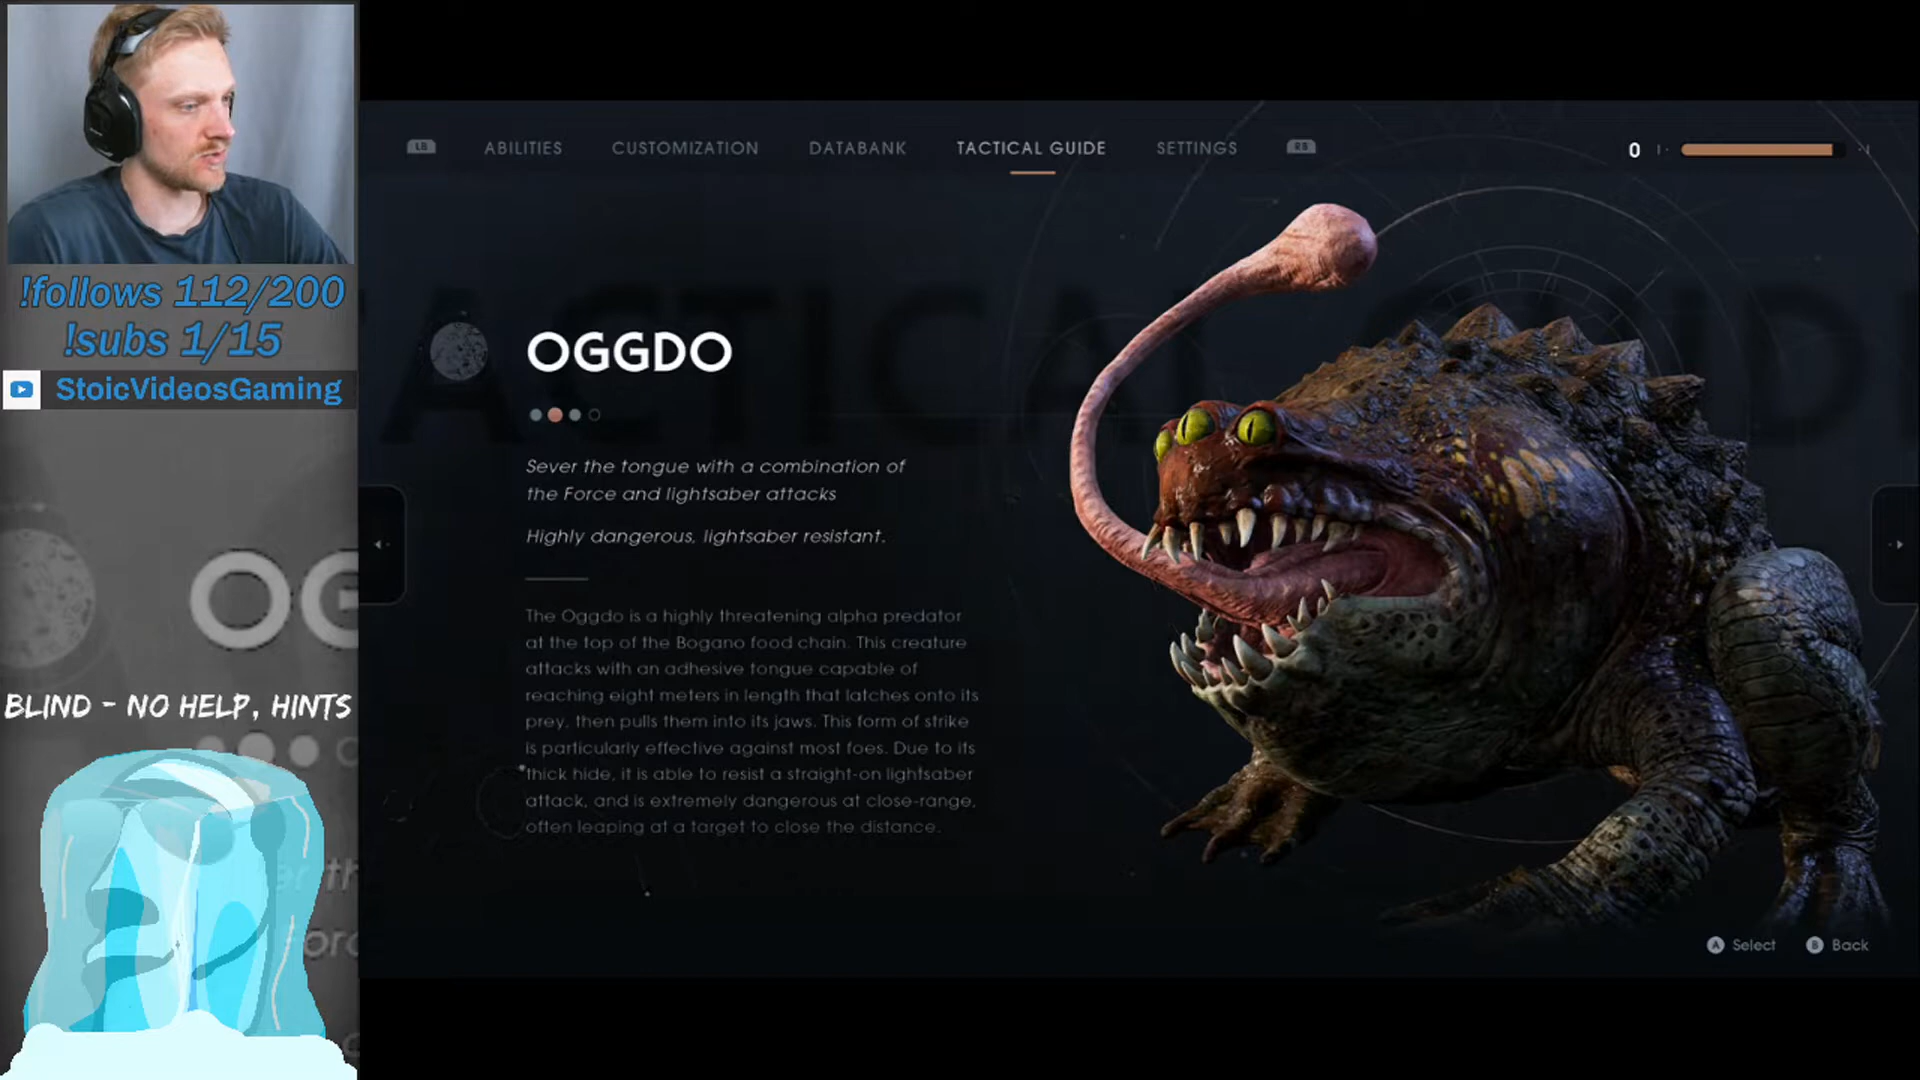 !follows 112/200
!subs 1/15
StoicVideosGaming
BLIND - NO HELP, HINTS
LB
ABILITIES
CUSTOMIZATION
DATABANK
TACTICAL GUIDE
SETTINGS
RB
0
OGGDO
Sever the tongue with a combination of
the Force and lightsaber attacks
Highly dangerous, lightsaber resistant.
The Oggdo is a highly threatening alpha predator
at the top of the Bogano food chain. This creature
attacks with an adhesive tongue capable of
reaching eight meters in length that latches onto its
prey, then pulls them into its jaws. This form of strike
is particularly effective against most foes. Due to its
thick hide, it is able to resist a straight-on lightsaber
attack, and is extremely dangerous at close-range,
often leaping at a target to close the distance.
A Select
B Back